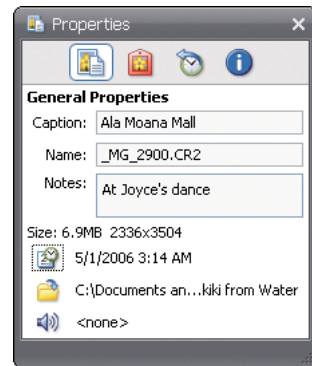 Properties
General Properties
Caption: Ala Moana Mall
Name: _MG_2900.CR2
Notes: At Joyce's dance
Size: 6.9MB 2336x3504
5/1/2006 3:14 AM
C:\Documents an...kiki from Water
<none>